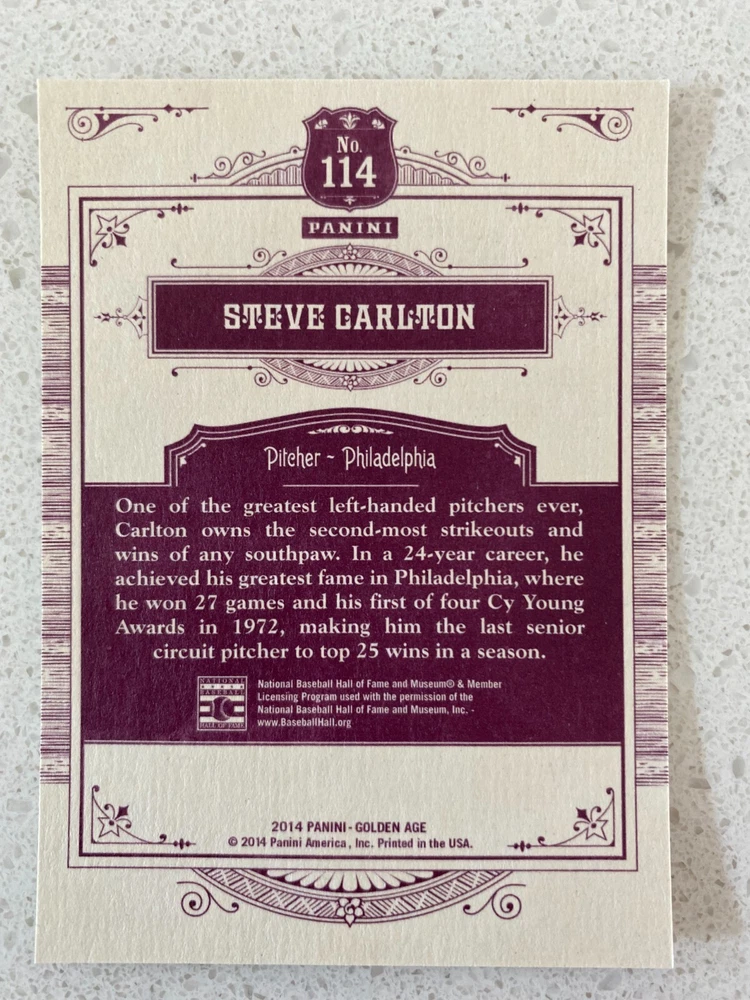 No.
114
PANINI
STEVE CARLTON
Pitcher ~ Philadelphia
One of the greatest left-handed pitchers ever,
Carlton owns the second-most strikeouts and
wins of any southpaw. In a 24-year career, he
achieved his greatest fame in Philadelphia, where
he won 27 games and his first of four Cy Young
Awards in 1972, making him the last senior
circuit pitcher to top 25 wins in a season.
NATIONAL
BASEBALL
HALL OF FAME
National Baseball Hall of Fame and Museum® & Member
Licensing Program used with the permission of the
National Baseball Hall of Fame and Museum, Inc. -
www.BaseballHall.org
2014 PANINI - GOLDEN AGE
© 2014 Panini America, Inc. Printed in the USA.